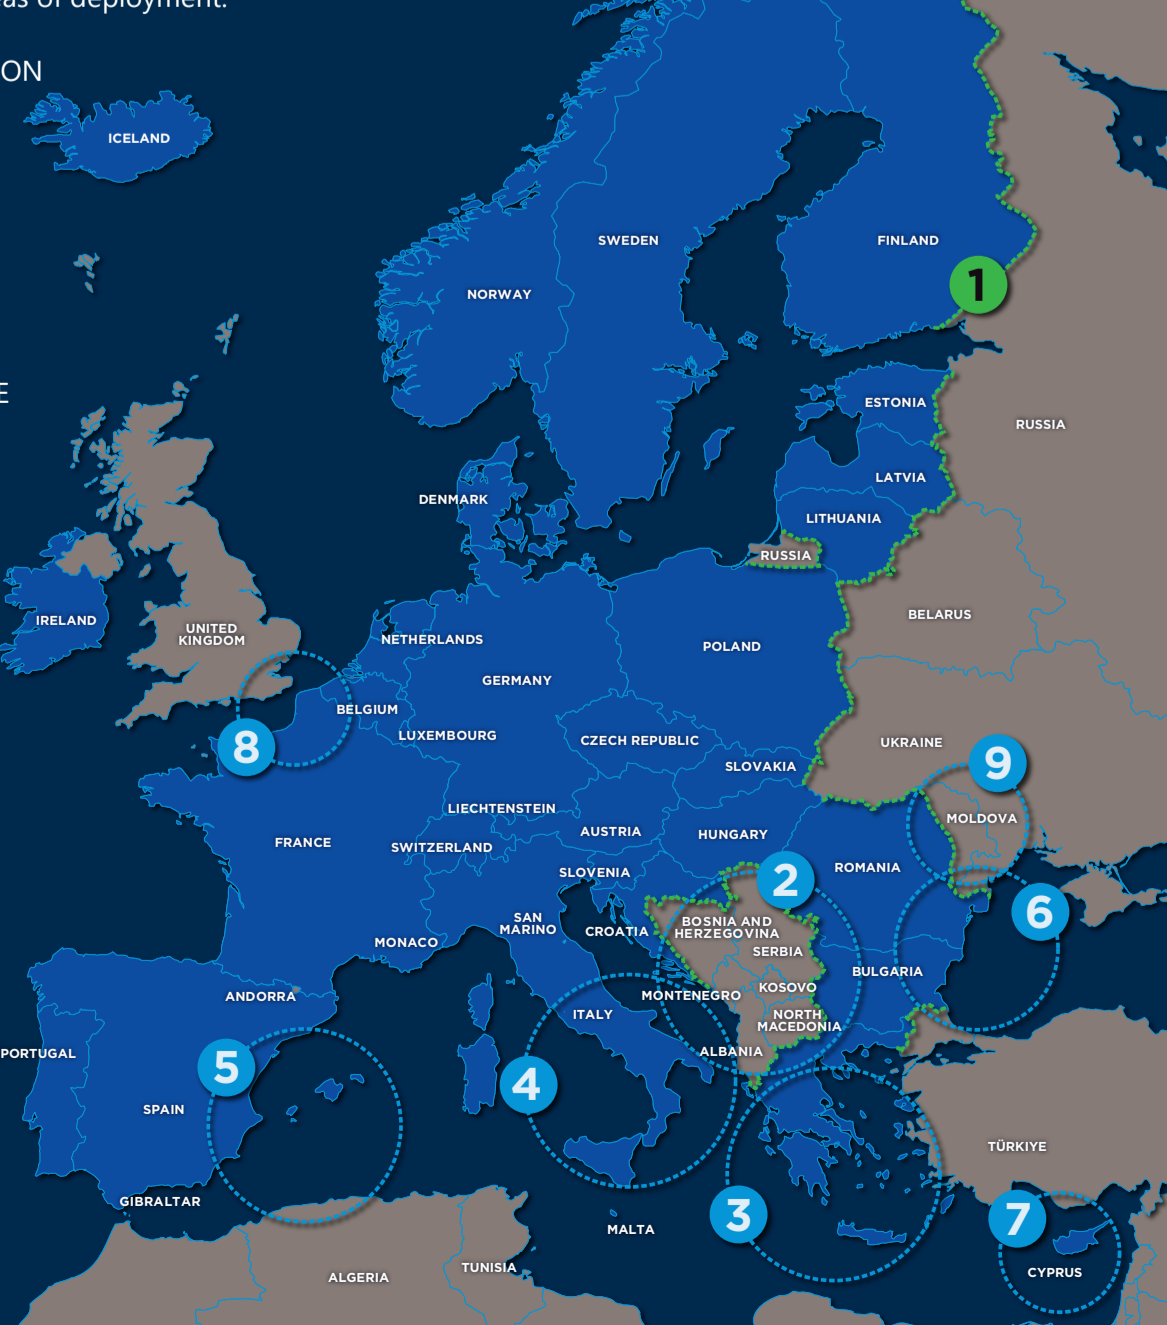 of deployment.
ON
ICELAND
SWEDEN
FINLAND
1
NORWAY
E
ESTONIA
RUSSIA
LATVIA
DENMARK
LITHUANIA
RUSSIA
IRELAND
UNITED
KINGDOM
BELARUS
NETHERLANDS
POLAND
GERMANY
BELGIUM
8
LUXEMBOURG
CZECH REPUBLIC
UKRAINE
9
SLOVAKIA
LIECHTENSTEIN
MOLDOVA
FRANCE
SWITZERLAND
AUSTRIA
HUNGARY
SLOVENIA
ROMANIA
2
6
SAN
MARINO
CROATIA
BOSNIA AND
HERZEGOVINA
MONACO
SERBIA
BULGARIA
ANDORRA
MONTENEGRO
KOSOVO
ITALY
NORTH
MACEDONIA
PORTUGAL
5
ALBANIA
4
SPAIN
TÜRKIYE
GIBRALTAR
3
7
MALTA
TUNISIA
ALGERIA
CYPRUS